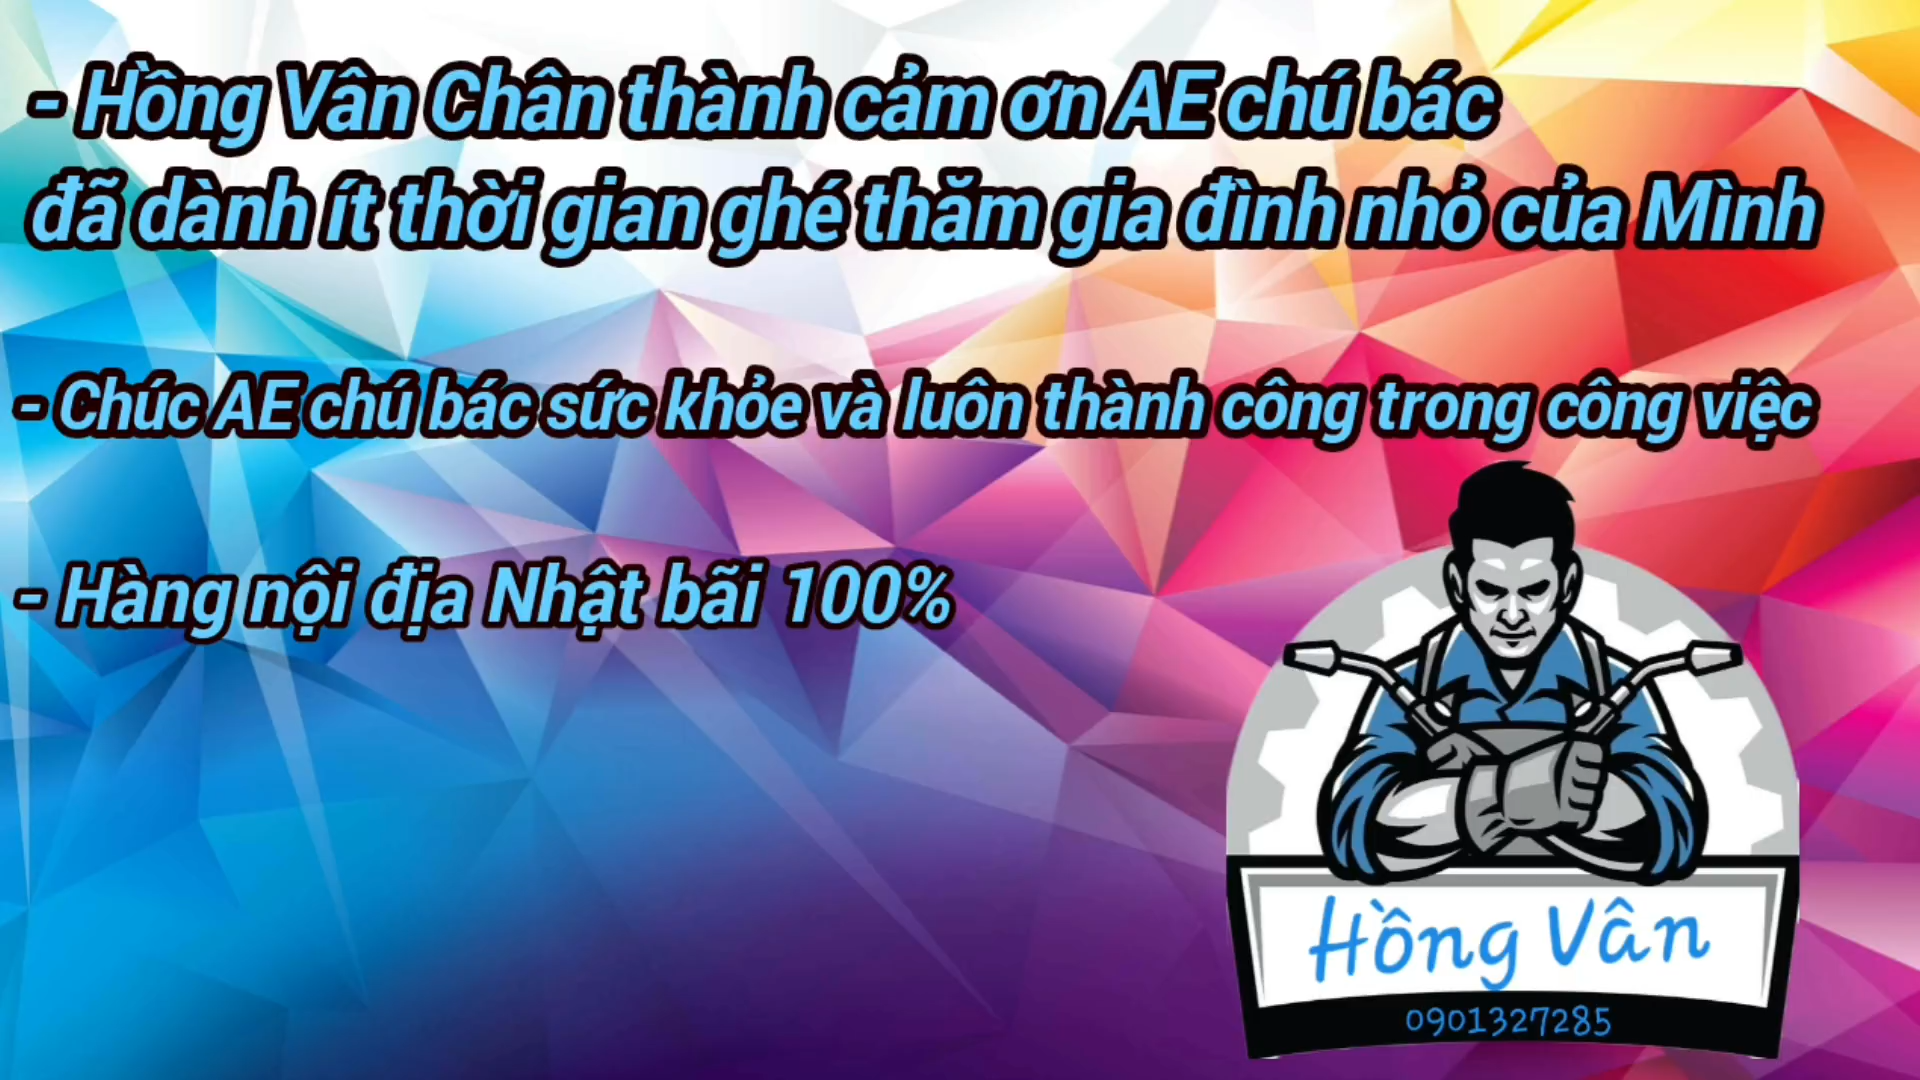 - Hồng Vân Chân thành cảm ơn AE chú bác
đã dành ít thời gian ghé thăm gia đình nhỏ của Mình
- Chúc AE chú bác sức khỏe và luôn thành công trong công việc
- Hàng nội địa Nhật bãi 100%
Hồng Vân
0901327285